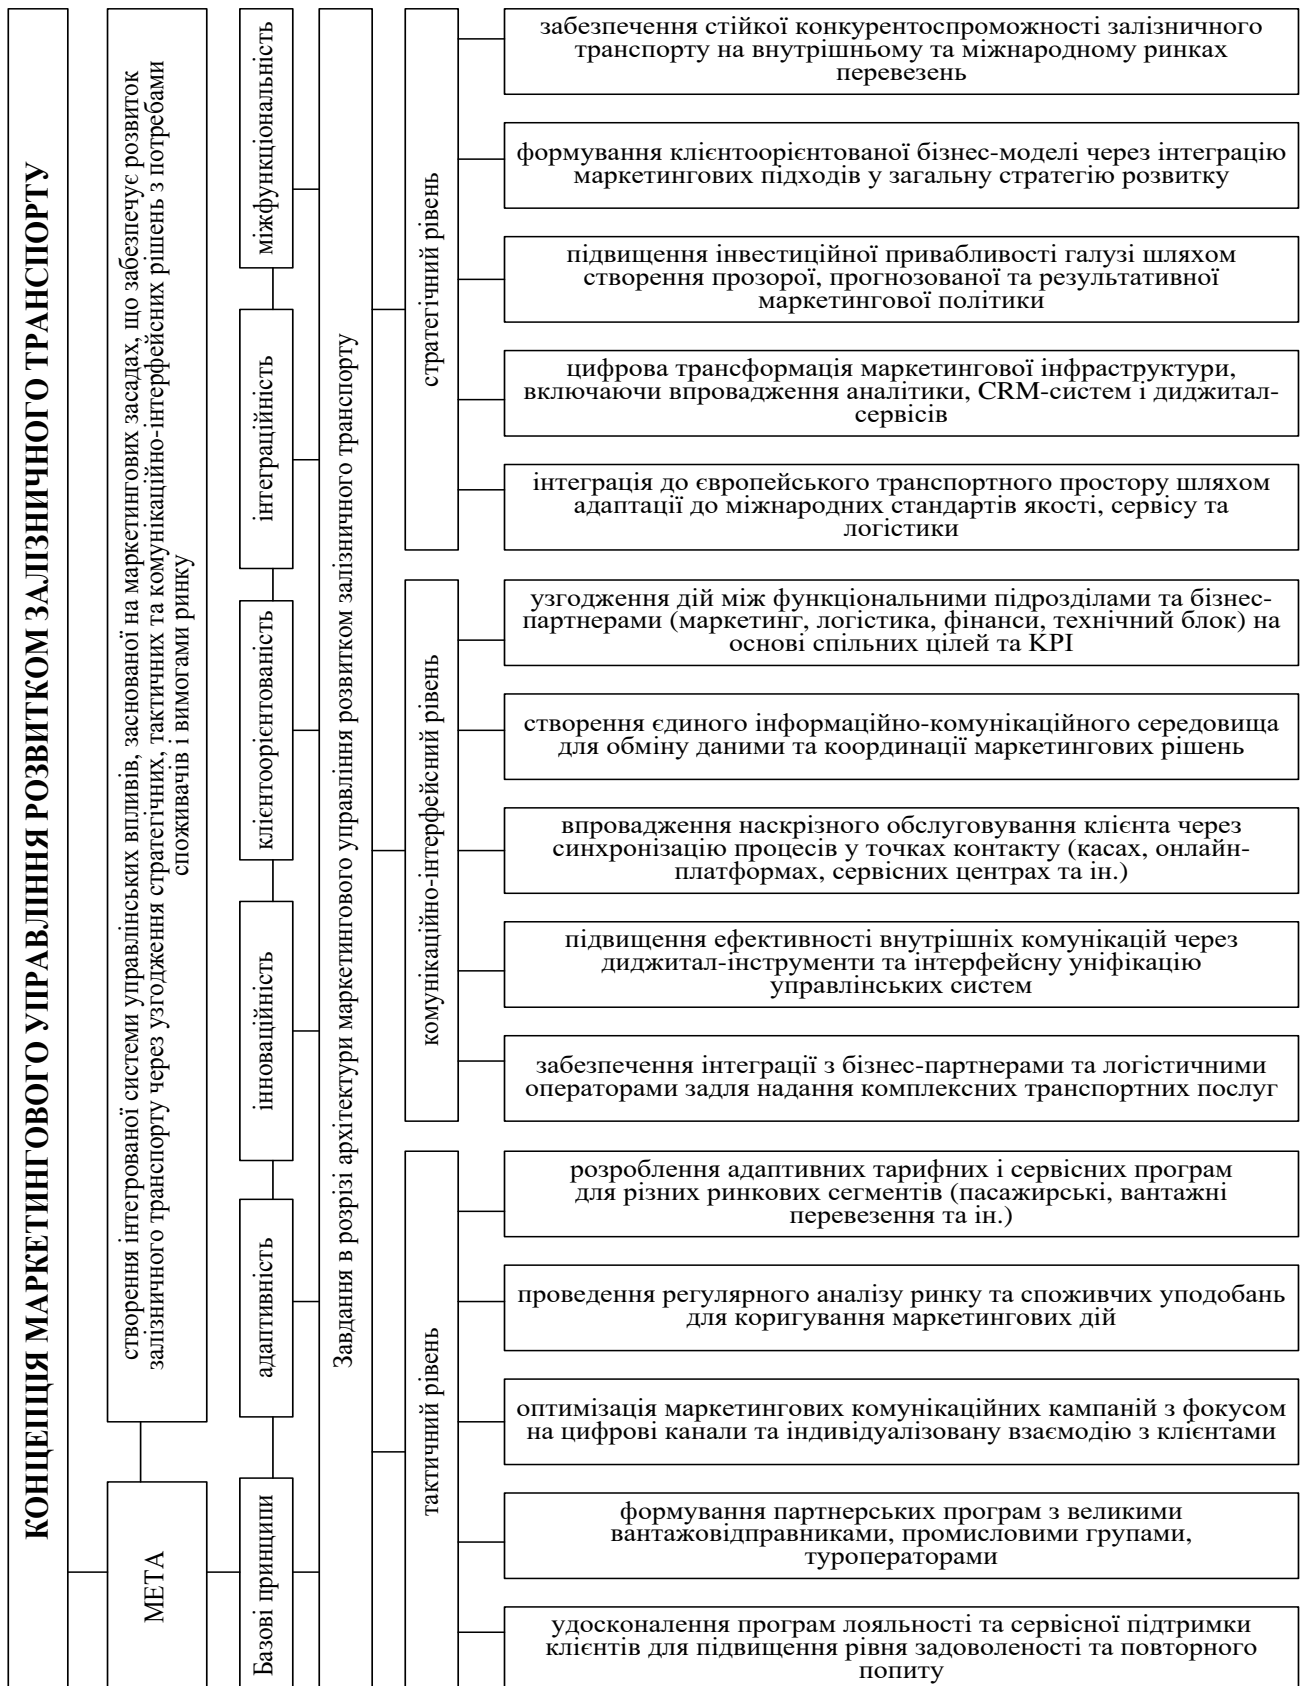 КОНЦЕПЦІЯ МАРКЕТИНГОВОГО УПРАВЛІННЯ РОЗВИТКОМ ЗАЛІЗНИЧНОГО ТРАНСПОРТУ
МЕТА
створення інтегрованої системи управлінських впливів, заснованої на маркетингових засадах, що забезпечує розвиток
залізничного транспорту через узгодження стратегічних, тактичних та комунікаційно-інтерфейсних рішень з потребами
споживачів і вимогами ринку
Базові принципи
адаптивність
інноваційність
клієнтоорієнтованість
інтеграційність
міжфункціональність
Завдання в розрізі архітектури маркетингового управління розвитком залізничного транспорту
стратегічний рівень
забезпечення стійкої конкурентоспроможності залізничного
транспорту на внутрішньому та міжнародному ринках
перевезень
формування клієнтоорієнтованої бізнес-моделі через інтеграцію
маркетингових підходів у загальну стратегію розвитку
підвищення інвестиційної привабливості галузі шляхом
створення прозорої, прогнозованої та результативної
маркетингової політики
цифрова трансформація маркетингової інфраструктури,
включаючи впровадження аналітики, CRM-систем і диджитал-
сервісів
інтеграція до європейського транспортного простору шляхом
адаптації до міжнародних стандартів якості, сервісу та
логістики
комунікаційно-інтерфейсний рівень
узгодження дій між функціональними підрозділами та бізнес-
партнерами (маркетинг, логістика, фінанси, технічний блок) на
основі спільних цілей та KPI
створення єдиного інформаційно-комунікаційного середовища
для обміну даними та координації маркетингових рішень
впровадження наскрізного обслуговування клієнта через
синхронізацію процесів у точках контакту (касах, онлайн-
платформах, сервісних центрах та ін.)
підвищення ефективності внутрішніх комунікацій через
диджитал-інструменти та інтерфейсну уніфікацію
управлінських систем
забезпечення інтеграції з бізнес-партнерами та логістичними
операторами задля надання комплексних транспортних послуг
тактичний рівень
розроблення адаптивних тарифних і сервісних програм
для різних ринкових сегментів (пасажирські, вантажні
перевезення та ін.)
проведення регулярного аналізу ринку та споживчих уподобань
для коригування маркетингових дій
оптимізація маркетингових комунікаційних кампаній з фокусом
на цифрові канали та індивідуалізовану взаємодію з клієнтами
формування партнерських програм з великими
вантажовідправниками, промисловими групами,
туроператорами
удосконалення програм лояльності та сервісної підтримки
клієнтів для підвищення рівня задоволеності та повторного
попиту